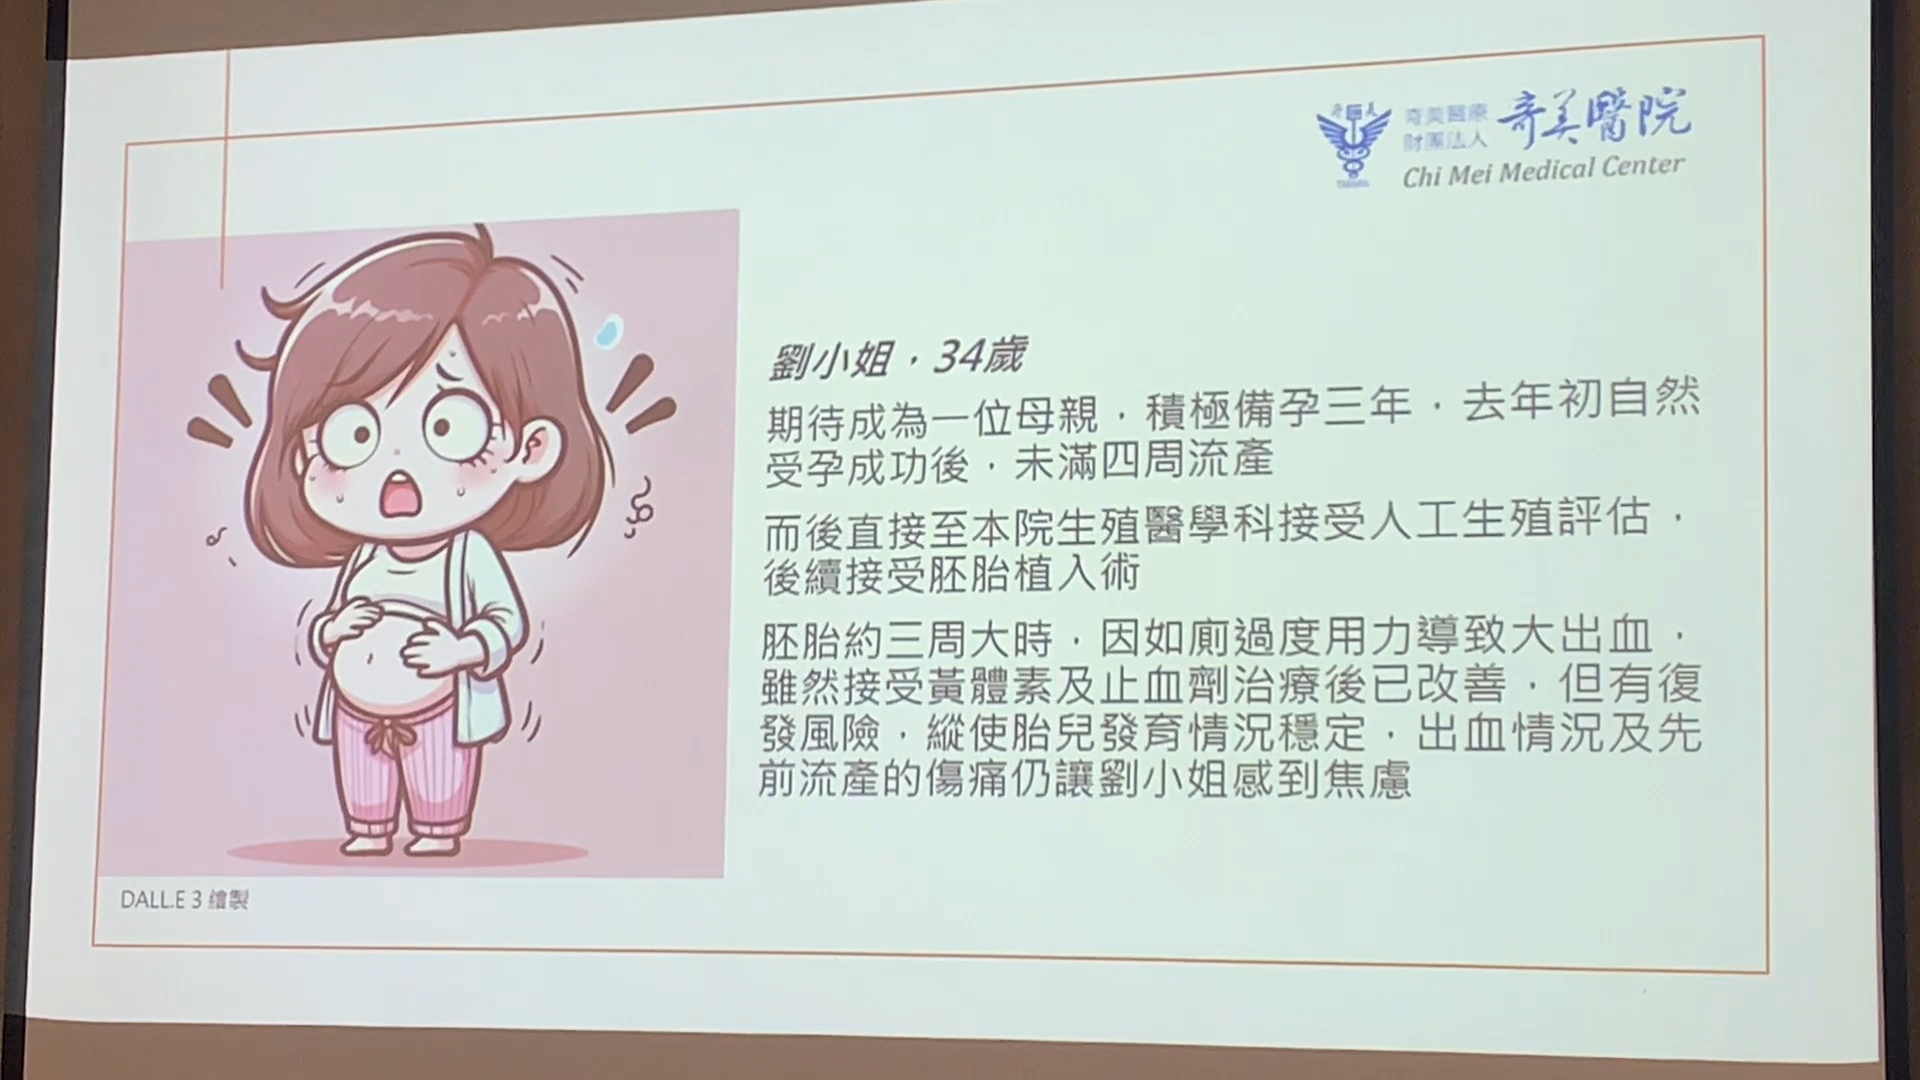 奇美醫療
財團法人
奇美醫院
Chi Mei Medical Center
劉小姐，34歲
期待成為一位母親，積極備孕三年，去年初自然
受孕成功後，未滿四周流產
而後直接至本院生殖醫學科接受人工生殖評估，
後續接受胚胎植入術
胚胎約三周大時，因如廁過度用力導致大出血，
雖然接受黃體素及止血劑治療後已改善，但有復
發風險，縱使胎兒發育情況穩定，出血情況及先
前流產的傷痛仍讓劉小姐感到焦慮
DALL.E 3 繪製